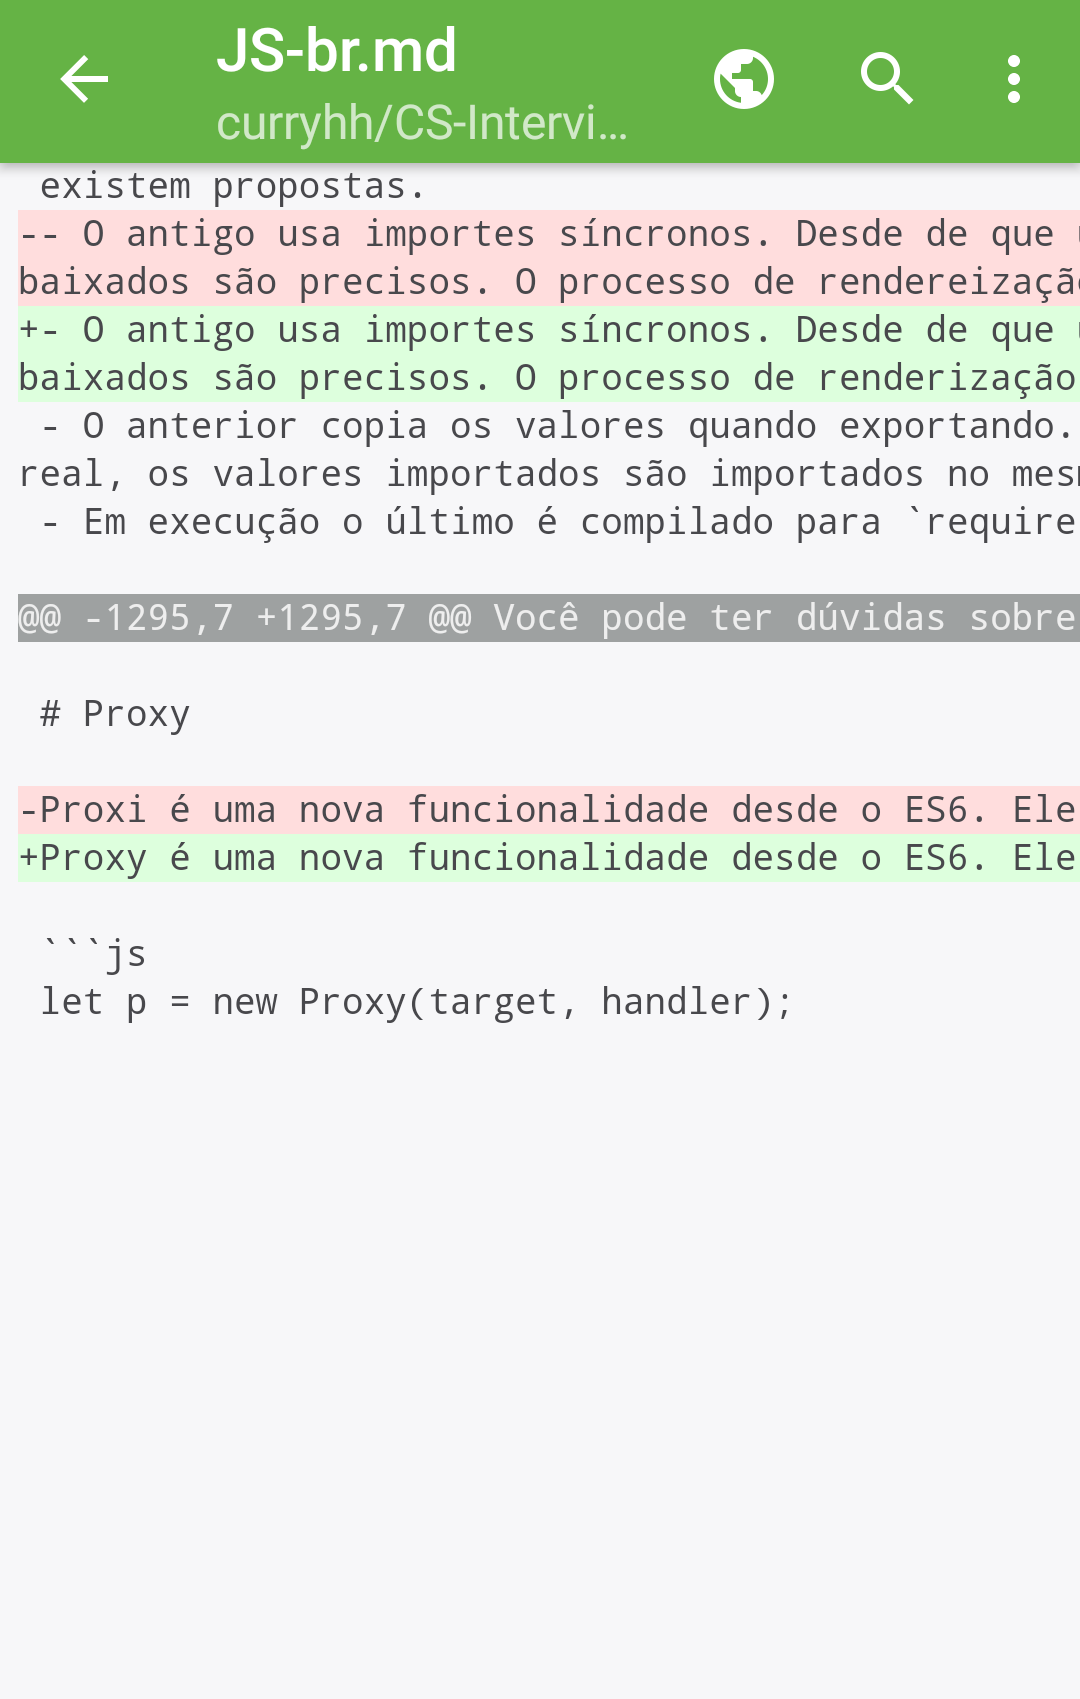 JS-br.md
curryhh/CS-Intervi...
existem propostas.
-- O antigo usa importes síncronos. Desde de que
baixados são precisos. O processo de rendereizaçã
+- O antigo usa importes síncronos. Desde de que
baixados são precisos. O processo de renderização
- O anterior copia os valores quando exportando.
real, os valores importados são importados no mes
- Em execução o último é compilado para `require
@@ -1295,7 +1295,7 @@ Você pode ter dúvidas sobre
# Proxy
-Proxi é uma nova funcionalidade desde o ES6. Ele
+Proxy é uma nova funcionalidade desde o ES6. Ele
```js
let p = new Proxy(target, handler);